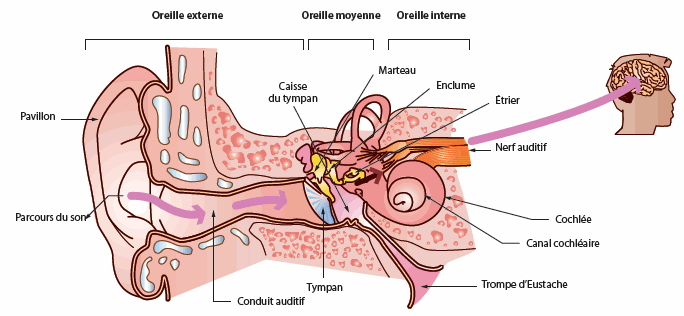 Oreille externe
Oreille moyenne
Oreille interne
Marteau
Enclume
Caisse
du tympan
Étrier
Pavillon
Nerf auditif
Parcours du son
Cochlée
Canal cochléaire
Tympan
Trompe d'Eustache
Conduit auditif